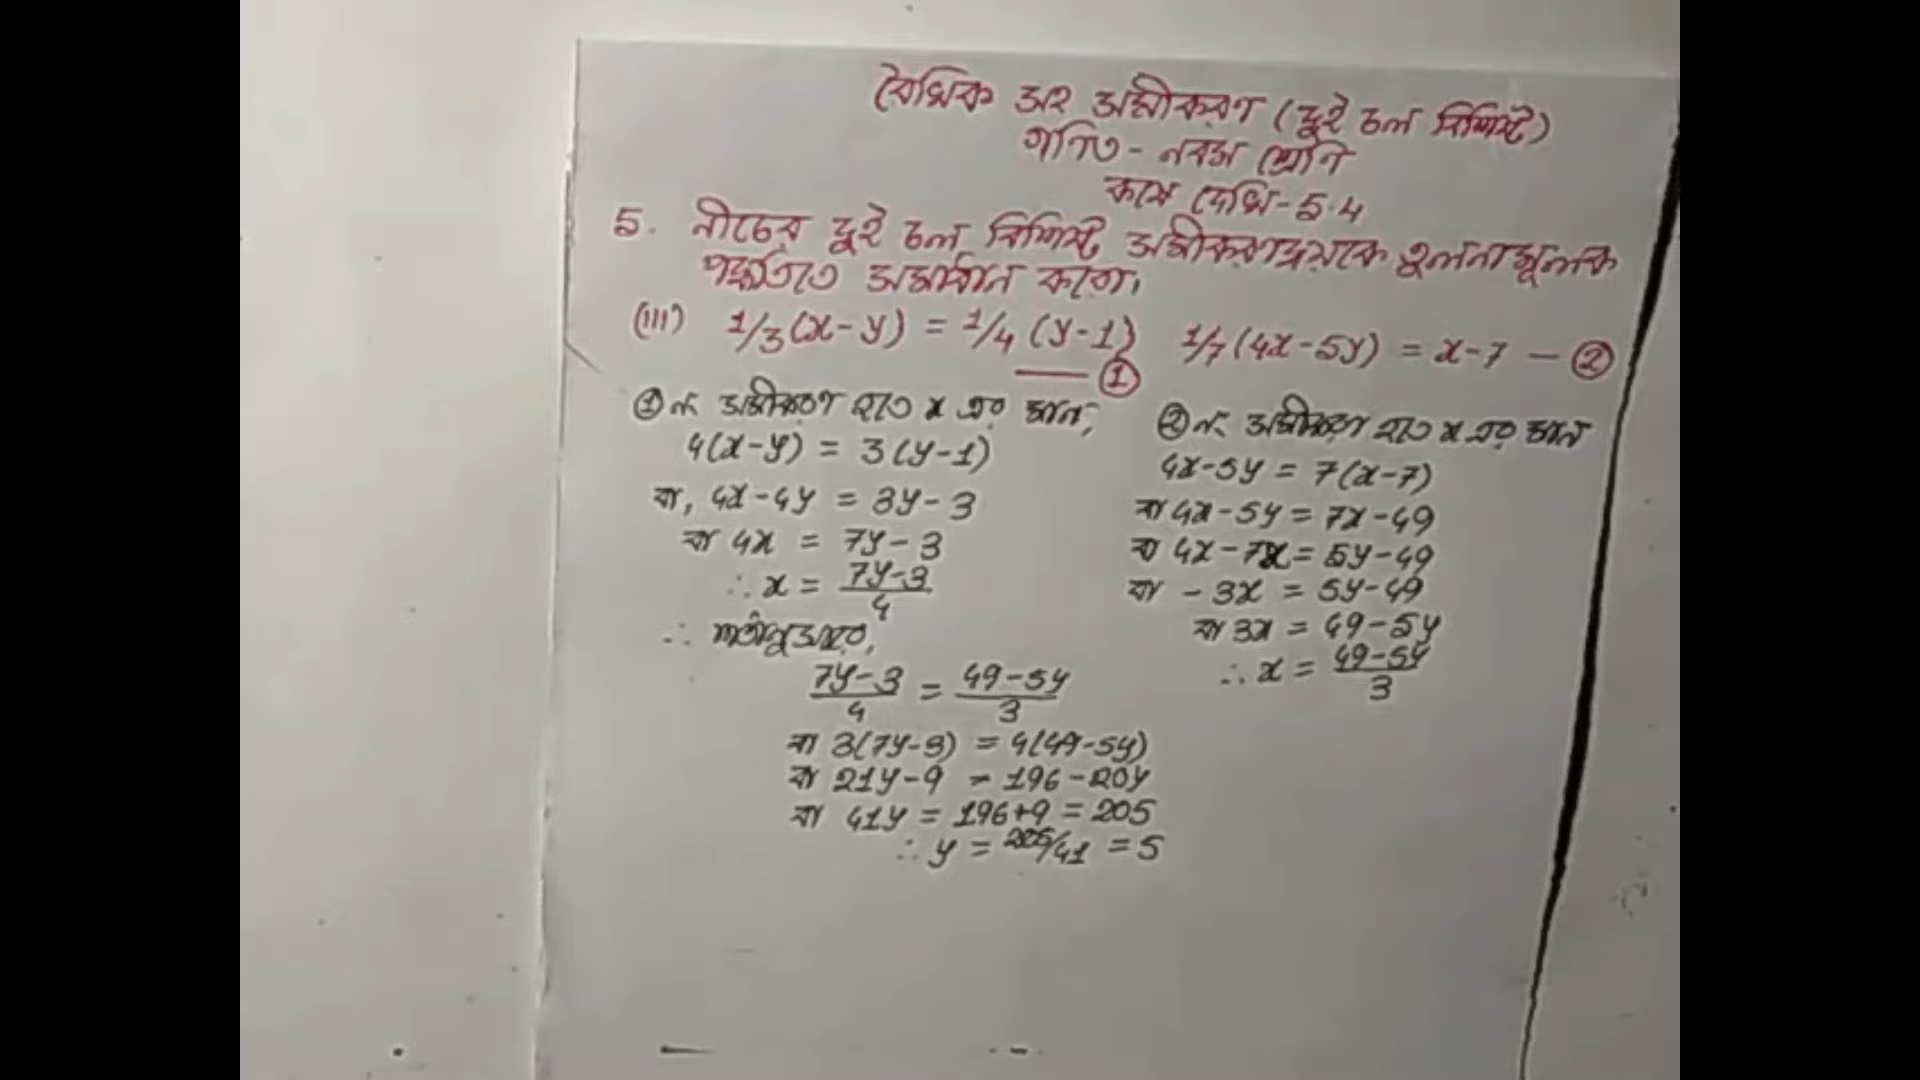 রৈখিক সহ সমীকরণ (দুই চল বিশিষ্ট)
গণিত - নবম শ্রেণি
কষে দেখি - 5.4
5. নীচের দুই চল বিশিষ্ট সমীকরণদ্বয়কে তুলনামূলক
পদ্ধতিতে সমাধান করো।
(iii) 1/3(x-y) = 1/4 (y-1) 1/7(4x-5y) = x-7 — ②
—— ①
① নং সমীকরণ হতে x এর মান,
4(x-y) = 3(y-1)
বা, 4x-4y = 3y-3
বা 4x = 7y-3
∴ x = 7y-3/4
② নং সমীকরণ হতে x এর মান
4x-5y = 7(x-7)
বা 4x-5y = 7x-49
বা 4x-7x = 5y-49
বা -3x = 5y-49
বা 3x = 49-5y
∴ x = 49-5y/3
∴ শর্তানুসারে,
7y-3/4 = 49-5y/3
বা 3(7y-3) = 4(49-5y)
বা 21y-9 = 196-20y
বা 41y = 196+9 = 205
∴ y = 205/41 = 5